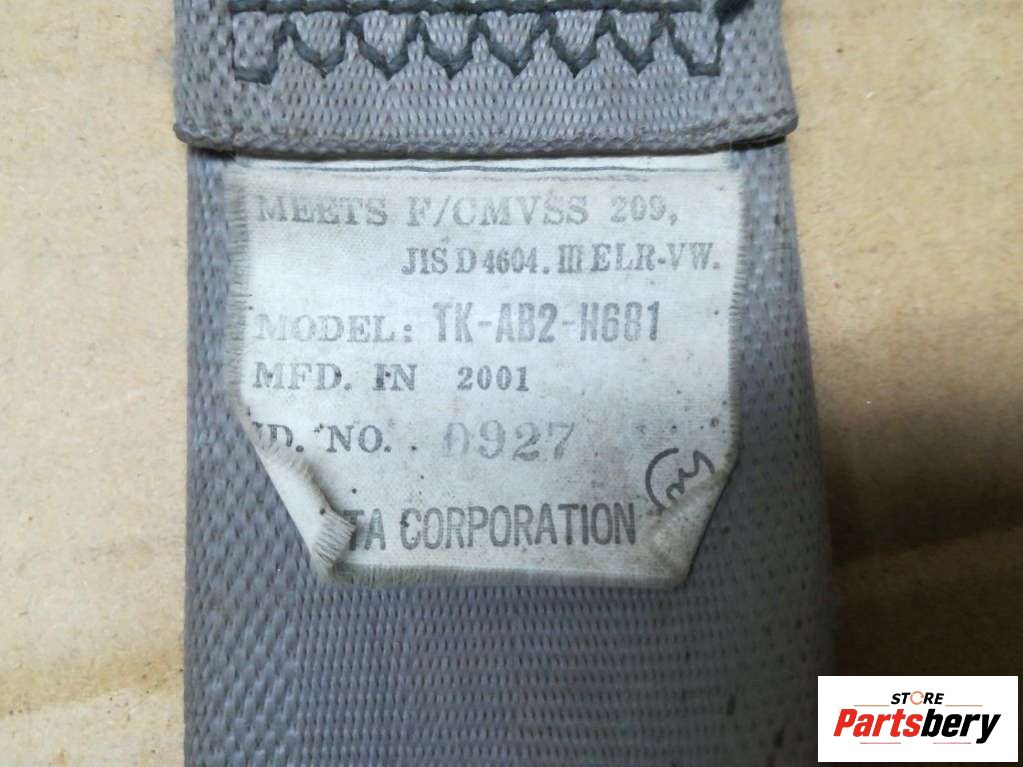 MEETS F/CMVSS 209,
JIS D 4604. III ELR-VW.
MODEL: TK-AB2-H681
MFD. IN 2001
ID. NO. 0927
TA CORPORATION
STORE
Partsbery